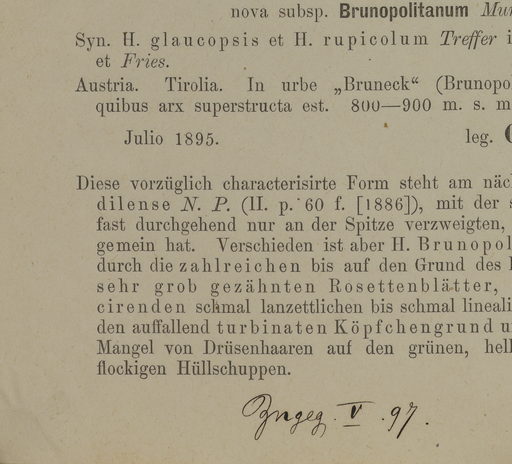 nova subsp. Brunopolitanum
Syn. H. glaucopsis et H. rupicolum Treffer
et Fries.
Austria. Tirolia. In urbe „Bruneck“ (Brunopol
quibus arx superstructa est. 800—900 m. s. m
Julio 1895. leg.
Diese vorzüglich characterisirte Form steht am näc
dilense N. P. (II. p. 60 f. [1886]), mit der s
fast durchgehend nur an der Spitze verzweigten,
gemein hat. Verschieden ist aber H. Brunopol
durch die zahlreichen bis auf den Grund des
sehr grob gezähnten Rosettenblätter,
cirenden schmal lanzettlichen bis schmal lineali
den auffallend turbinaten Köpfchengrund u
Mangel von Drüsenhaaren auf den grünen, hell
flockigen Hüllschuppen.
V. 97.